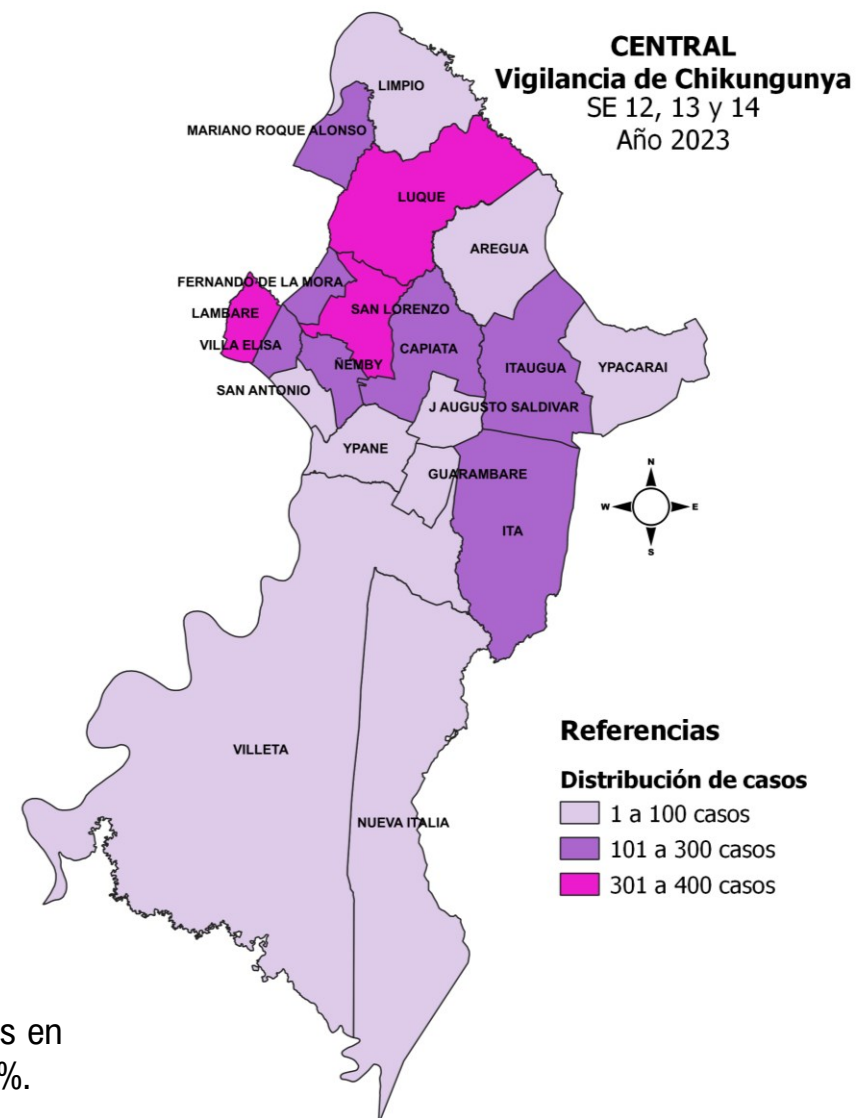 CENTRAL
Vigilancia de Chikungunya
SE 12, 13 y 14
Año 2023
LIMPIO
MARIANO ROQUE ALONSO
LUQUE
AREGUA
FERNANDO DE LA MORA
SAN LORENZO
LAMBARE
VILLA ELISA
CAPIATA
ÑEMBY
ITAUGUA
YPACARAI
SAN ANTONIO
J AUGUSTO SALDIVAR
YPANE
GUARAMBARE
ITA
N
W
E
S
VILLETA
NUEVA ITALIA
Referencias
Distribución de casos
1 a 100 casos
101 a 300 casos
301 a 400 casos
s en
%.